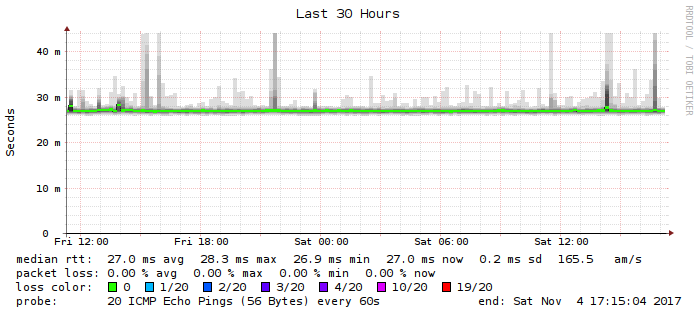 Last 30 Hours
RRDTOOL / TOBI OETIKER
Seconds
40 m
30 m
20 m
10 m
0
Fri 12:00 Fri 18:00 Sat 00:00 Sat 06:00 Sat 12:00
median rtt: 27.0 ms avg 28.3 ms max 26.9 ms min 27.0 ms now 0.2 ms sd 165.5 am/s
packet loss: 0.00 % avg 0.00 % max 0.00 % min 0.00 % now
loss color: 0 1/20 2/20 3/20 4/20 10/20 19/20
probe: 20 ICMP Echo Pings (56 Bytes) every 60s end: Sat Nov 4 17:15:04 2017